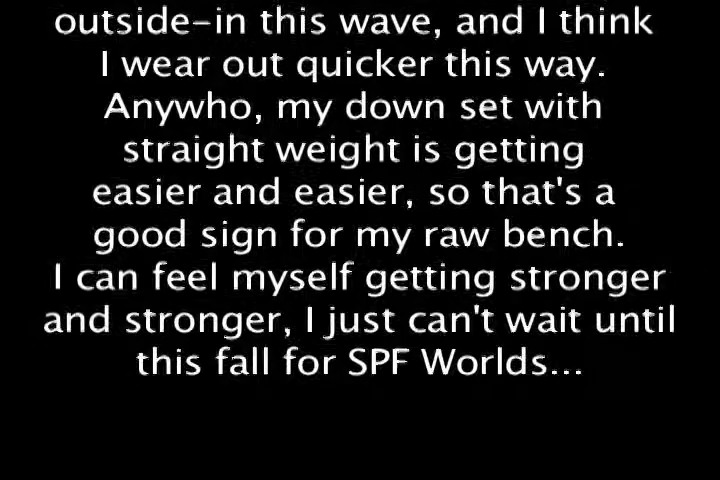 outside-in this wave, and I think
I wear out quicker this way.
Anywho, my down set with
straight weight is getting
easier and easier, so that's a
good sign for my raw bench.
I can feel myself getting stronger
and stronger, I just can't wait until
this fall for SPF Worlds...